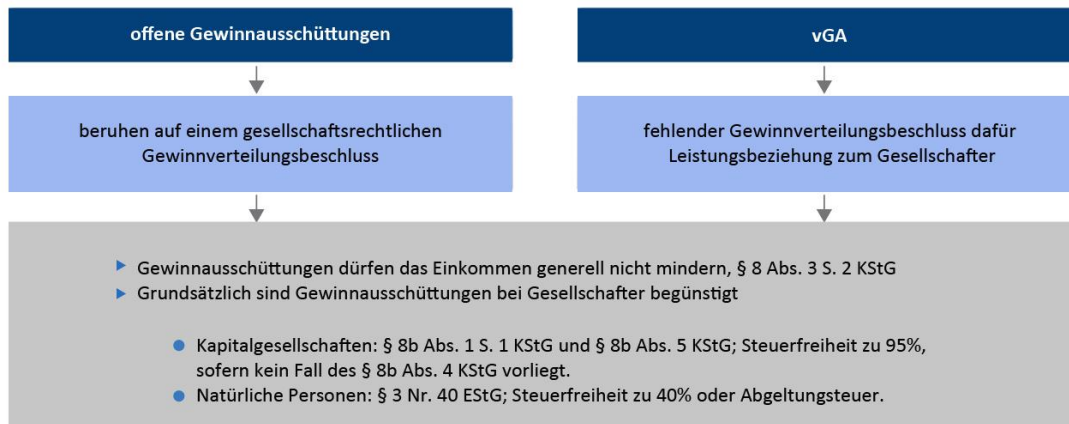 offene Gewinnausschüttungen
vGA
beruhen auf einem gesellschaftsrechtlichen
Gewinnverteilungsbeschluss
fehlender Gewinnverteilungsbeschluss dafür
Leistungsbeziehung zum Gesellschafter
Gewinnausschüttungen dürfen das Einkommen generell nicht mindern, § 8 Abs. 3 S. 2 KStG
Grundsätzlich sind Gewinnausschüttungen bei Gesellschafter begünstigt
Kapitalgesellschaften: § 8b Abs. 1 S. 1 KStG und § 8b Abs. 5 KStG; Steuerfreiheit zu 95%,
sofern kein Fall des § 8b Abs. 4 KStG vorliegt.
Natürliche Personen: § 3 Nr. 40 EStG; Steuerfreiheit zu 40% oder Abgeltungsteuer.